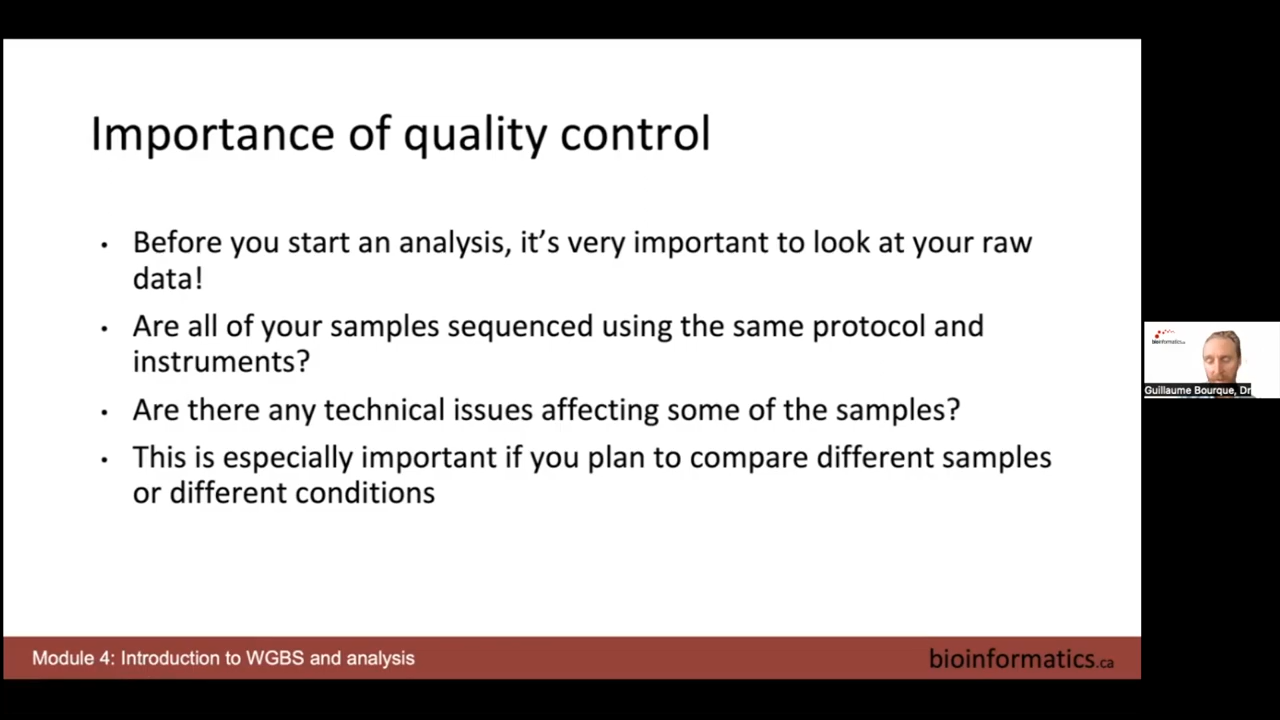 Importance of quality control
• Before you start an analysis, it’s very important to look at your raw
data!
• Are all of your samples sequenced using the same protocol and
instruments?
• Are there any technical issues affecting some of the samples?
• This is especially important if you plan to compare different samples
or different conditions
bioinformatics.ca
Guillaume Bourque, Dr
Module 4: Introduction to WGBS and analysis
bioinformatics.ca